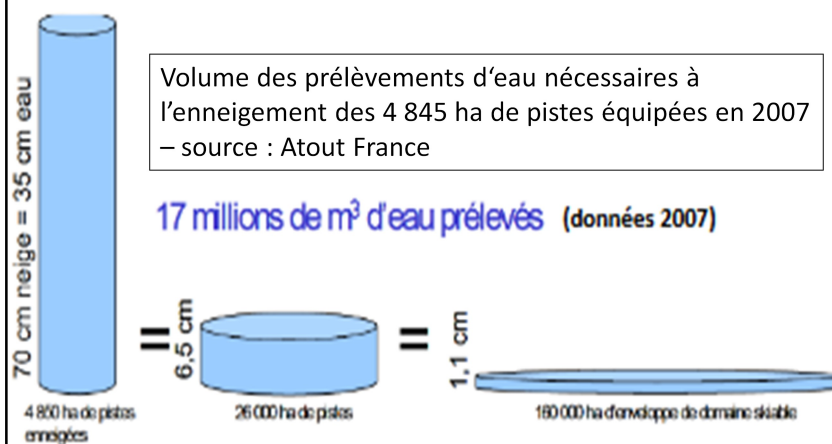 Volume des prélèvements d‘eau nécessaires à
l’enneigement des 4 845 ha de pistes équipées en 2007
– source : Atout France
17 millions de m³ d'eau prélevés (données 2007)
70 cm neige = 35 cm eau
=
6,5 cm
=
1,1 cm
4 850 ha de pistes
enneigées
26 000 ha de pistes
160 000 ha d'enveloppe de domaine skiable